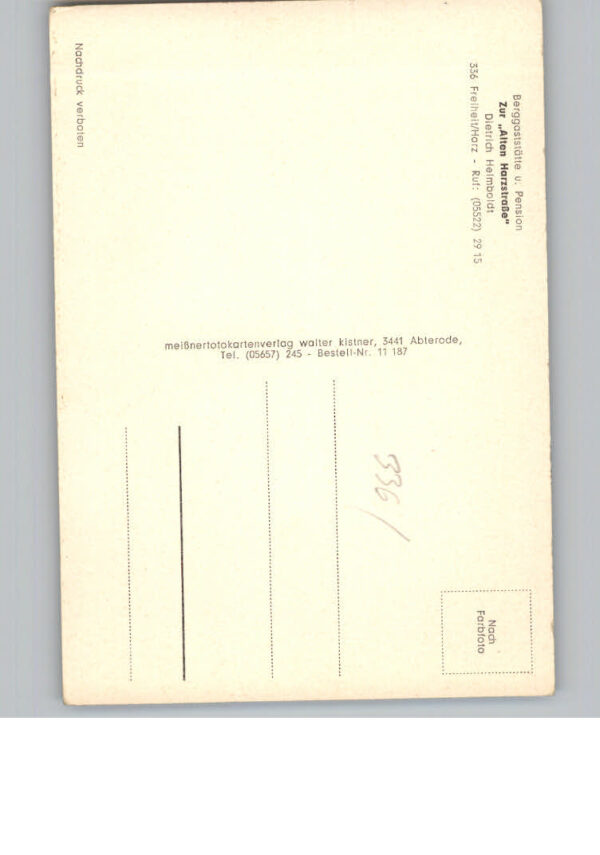 Berggaststätte u. Pension
Zur „Alten Harzstraße"
Dietrich Helmboldt
336 Freiheit/Harz - Ruf: (05522) 29 15
Nachdruck verboten
meißnerfotokartenverlag walter kistner, 3441 Abterode,
Tel. (05657) 245 - Bestell-Nr. 11 187
336/
Nach
Farbfoto